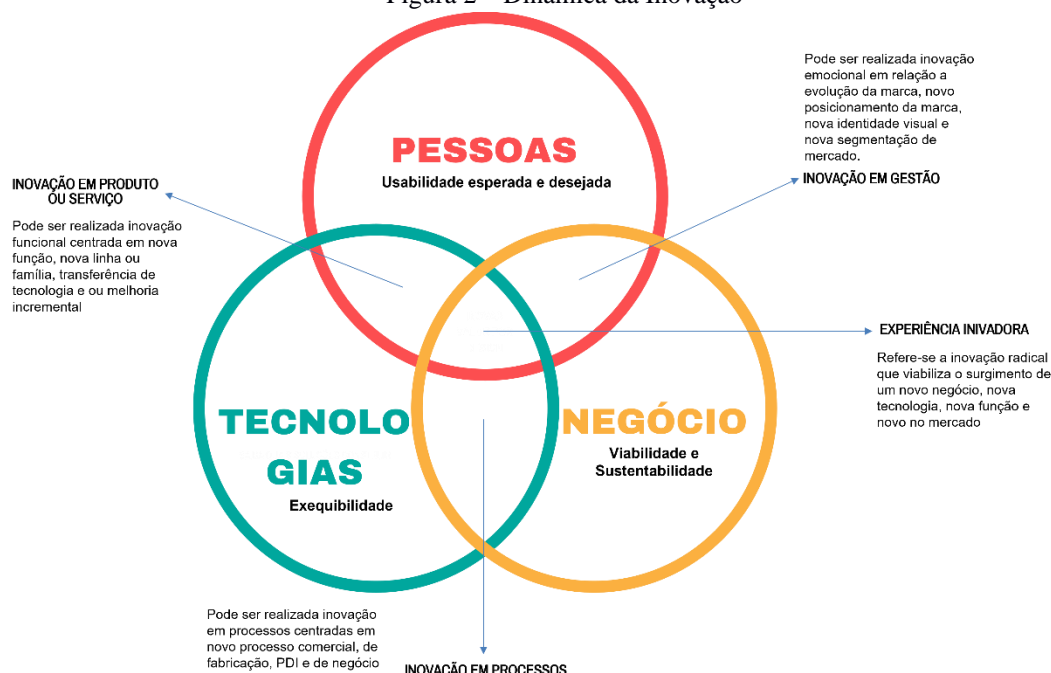 Figura 2 – Dinâmica da Inovação
Pode ser realizada inovação
emocional em relação a
evolução da marca, novo
posicionamento da marca,
nova identidade visual e
nova segmentação de
mercado.
INOVAÇÃO EM GESTÃO
PESSOAS
Usabilidade esperada e desejada
INOVAÇÃO EM PRODUTO
OU SERVIÇO
Pode ser realizada inovação
funcional centrada em nova
função, nova linha ou
família, transferência de
tecnologia e ou melhoria
incremental
EXPERIÊNCIA INIVADORA
Refere-se a inovação radical
que viabiliza o surgimento de
um novo negócio, nova
tecnologia, nova função e
novo no mercado
TECNOLO
GIAS
Exequibilidade
NEGÓCIO
Viabilidade e
Sustentabilidade
Pode ser realizada inovação
em processos centradas em
novo processo comercial, de
fabricação, PDI e de negócio
INOVAÇÃO EM PROCESSOS